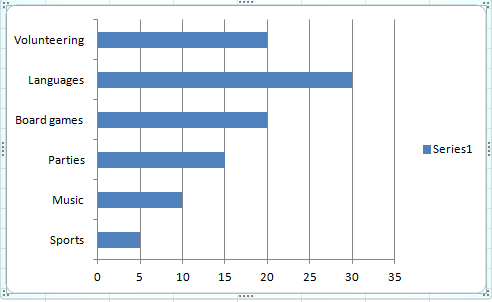 Volunteering
Languages
Board games
Parties
Music
Sports
0 5 10 15 20 25 30 35
Series1